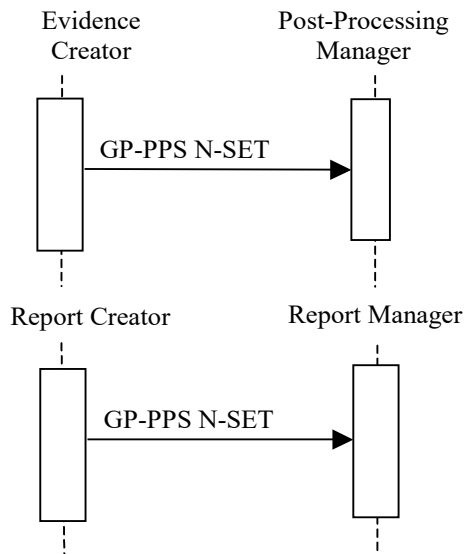 Evidence
Creator
Post-Processing
Manager
GP-PPS N-SET
Report Creator
Report Manager
GP-PPS N-SET